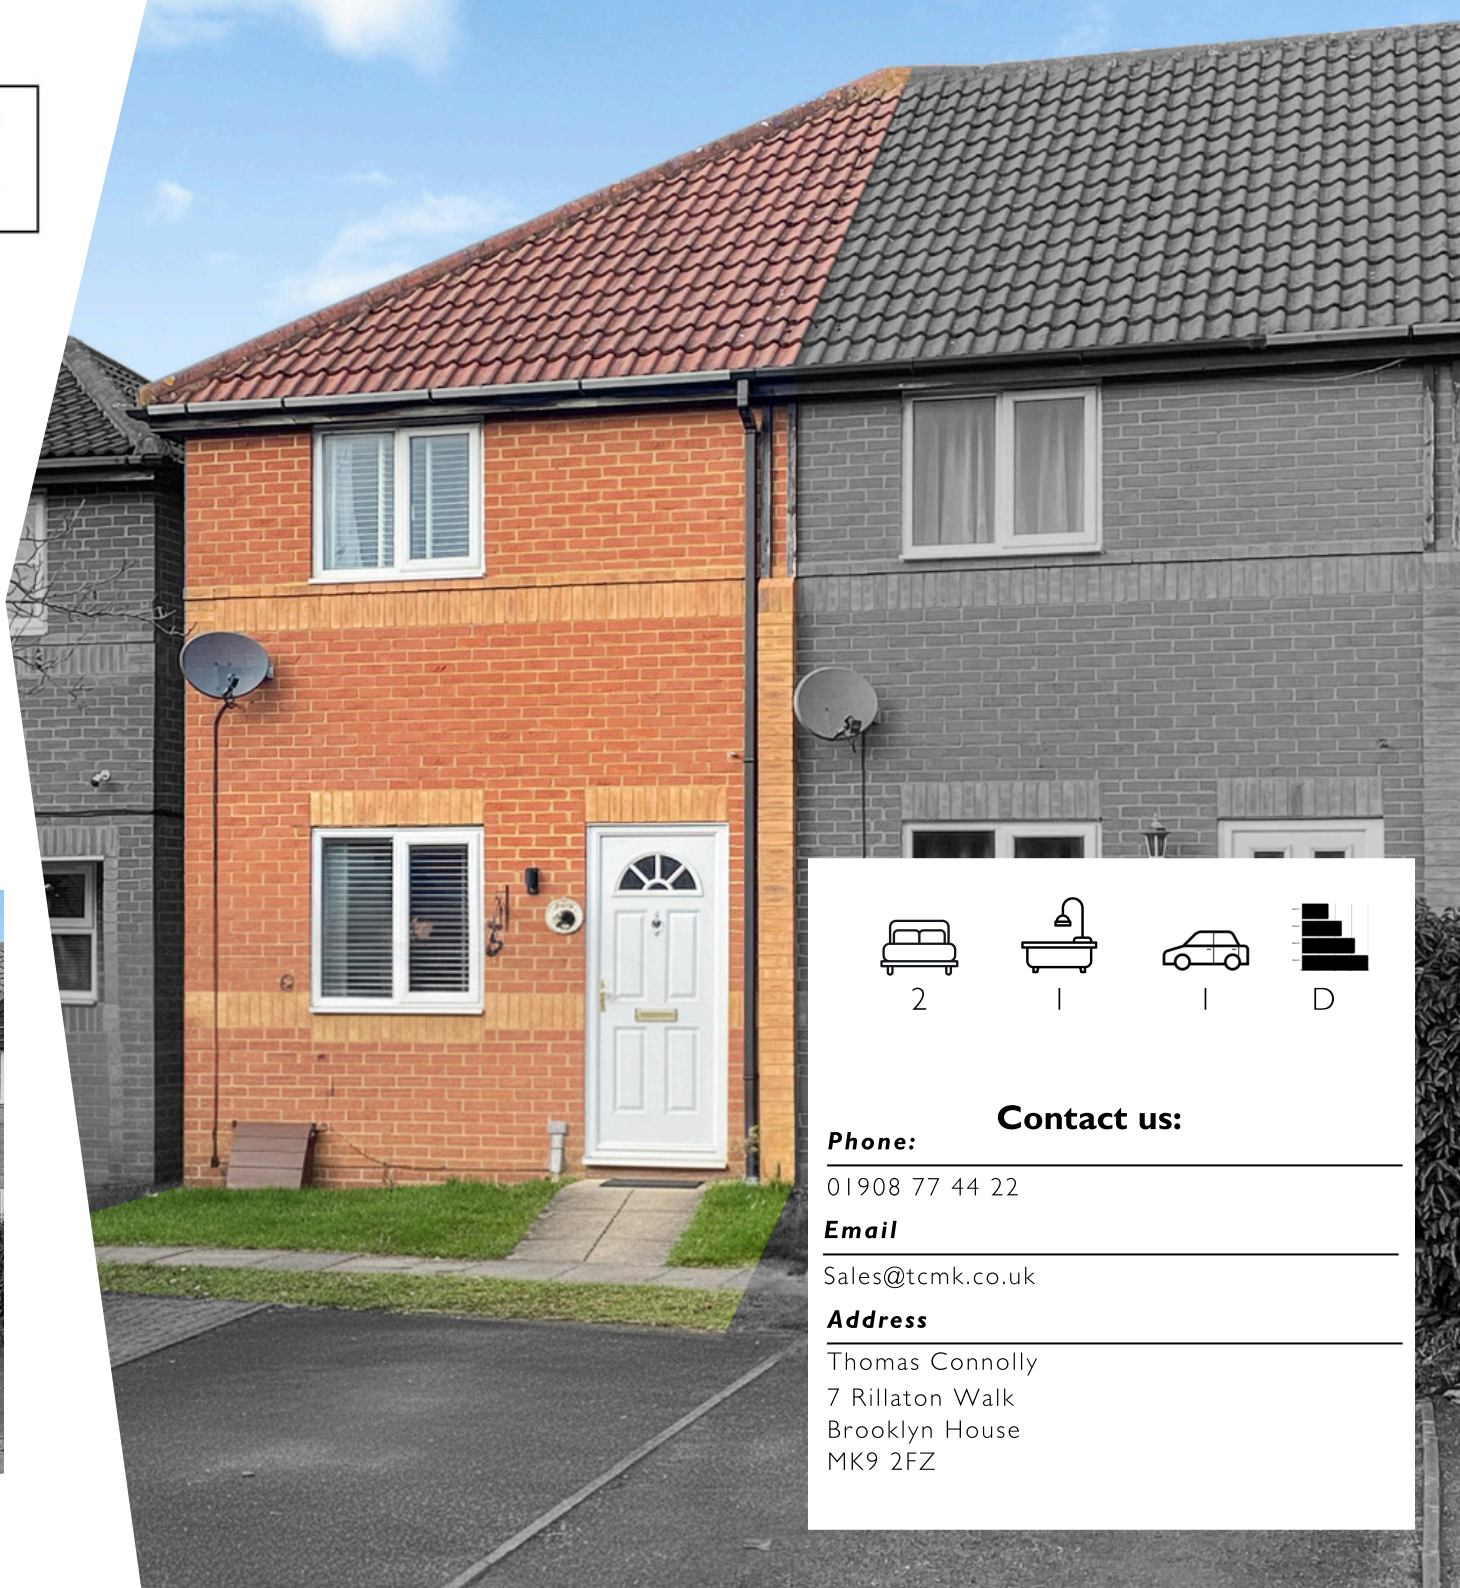 2
1
1
D
Contact us:
Phone:
01908 77 44 22
Email
Sales@tcmk.co.uk
Address
Thomas Connolly
7 Rillaton Walk
Brooklyn House
MK9 2FZ